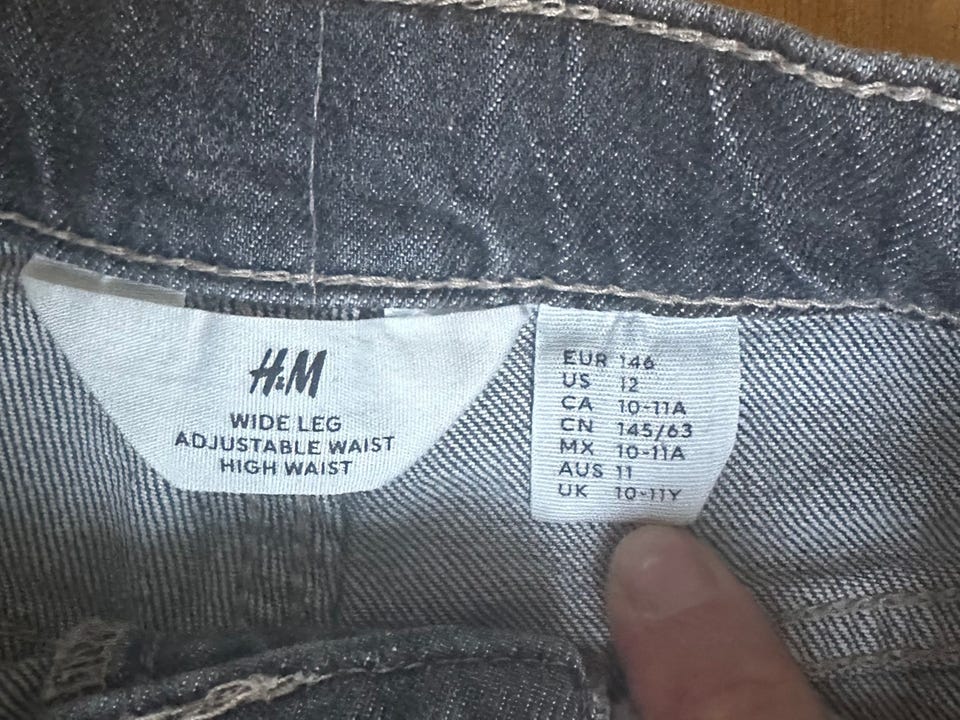 H&M
WIDE LEG
ADJUSTABLE WAIST
HIGH WAIST
EUR 146
US 12
CA 10-11A
CN 145/63
MX 10-11A
AUS 11
UK 10-11Y